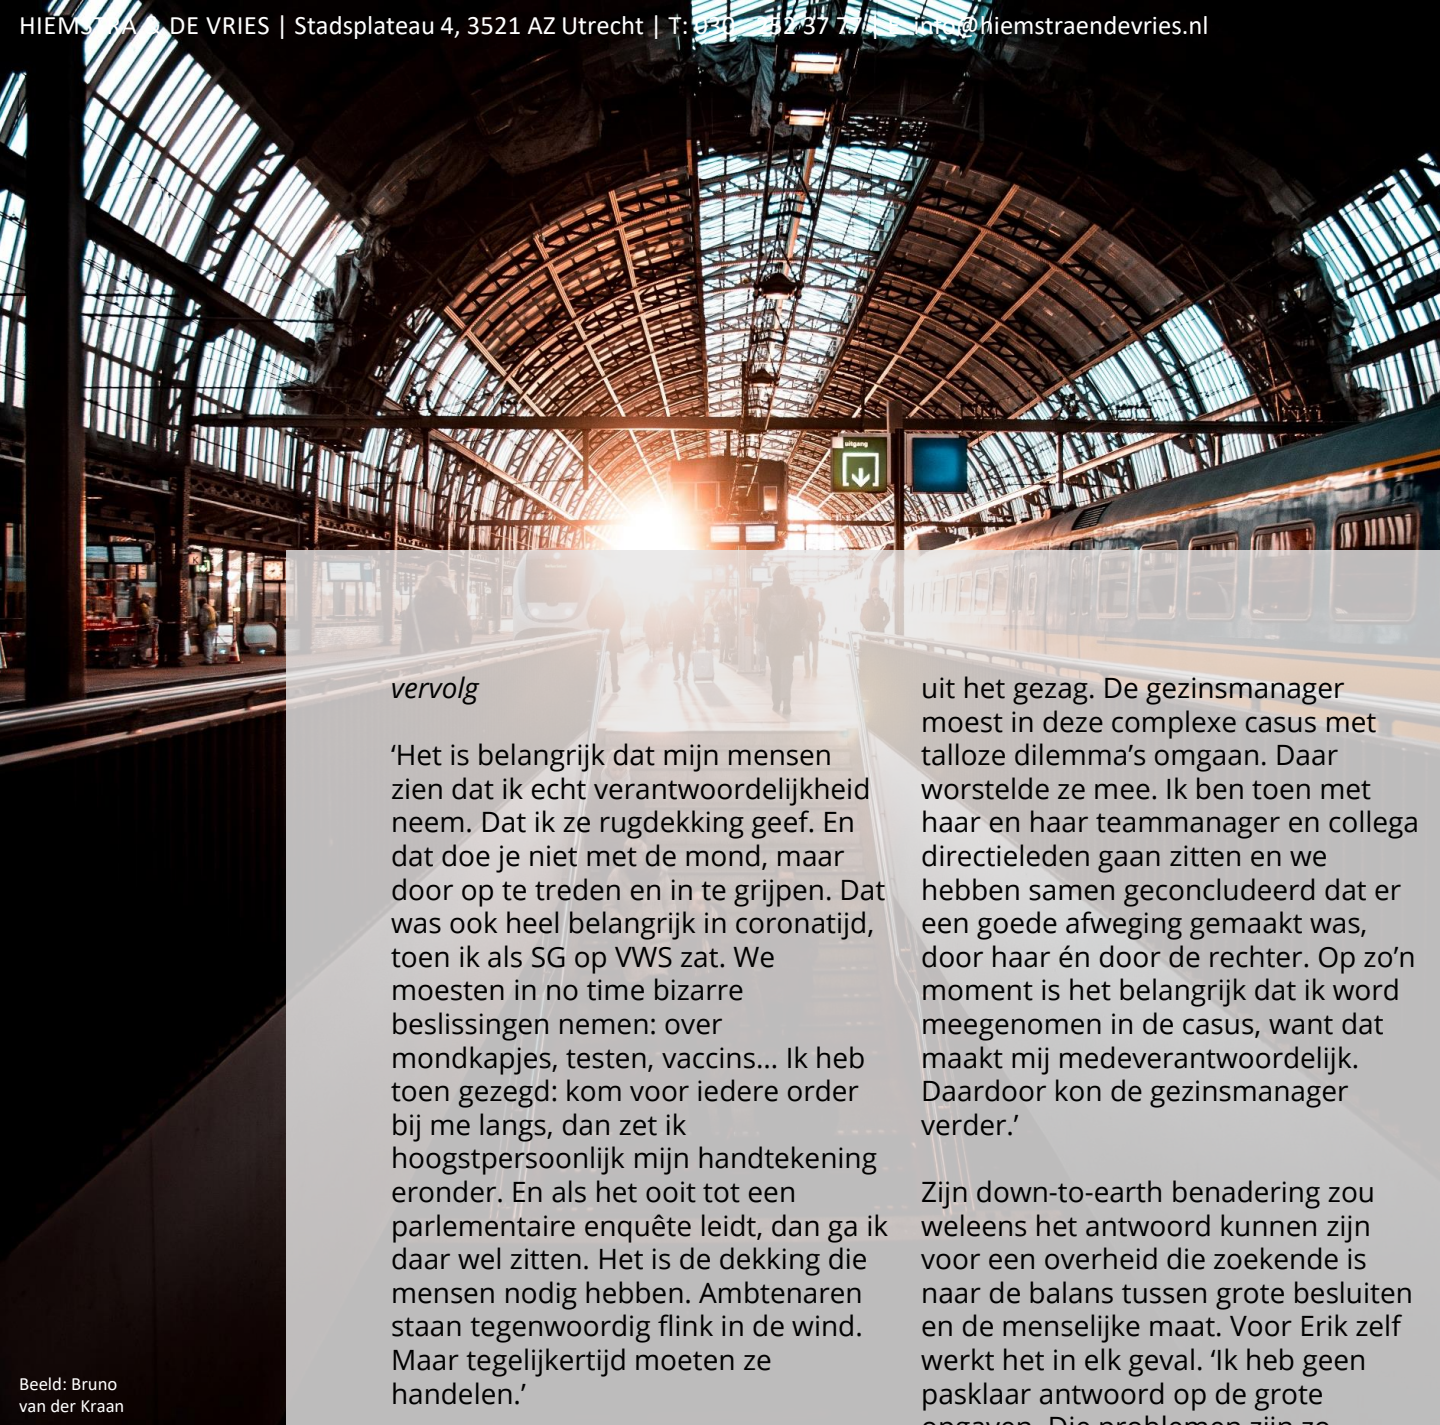 HIEMSTRA & DE VRIES | Stadsplateau 4, 3521 AZ Utrecht | T: 030 - 252 37 77 | E: info@hiemstraendevries.nl
uitgang
vervolg
‘Het is belangrijk dat mijn mensen
zien dat ik echt verantwoordelijkheid
neem. Dat ik ze rugdekking geef. En
dat doe je niet met de mond, maar
door op te treden en in te grijpen. Dat
was ook heel belangrijk in coronatijd,
toen ik als SG op VWS zat. We
moesten in no time bizarre
beslissingen nemen: over
mondkapjes, testen, vaccins… Ik heb
toen gezegd: kom voor iedere order
bij me langs, dan zet ik
hoogstpersoonlijk mijn handtekening
eronder. En als het ooit tot een
parlementaire enquête leidt, dan ga ik
daar wel zitten. Het is de dekking die
mensen nodig hebben. Ambtenaren
staan tegenwoordig flink in de wind.
Maar tegelijkertijd moeten ze
handelen.’
uit het gezag. De gezinsmanager
moest in deze complexe casus met
talloze dilemma’s omgaan. Daar
worstelde ze mee. Ik ben toen met
haar en haar teammanager en collega
directieleden gaan zitten en we
hebben samen geconcludeerd dat er
een goede afweging gemaakt was,
door haar én door de rechter. Op zo’n
moment is het belangrijk dat ik word
meegenomen in de casus, want dat
maakt mij medeverantwoordelijk.
Daardoor kon de gezinsmanager
verder.’
Zijn down-to-earth benadering zou
weleens het antwoord kunnen zijn
voor een overheid die zoekende is
naar de balans tussen grote besluiten
en de menselijke maat. Voor Erik zelf
werkt het in elk geval. ‘Ik heb geen
pasklaar antwoord op de grote
opgaven. Die problemen zijn zo
Beeld: Bruno
van der Kraan